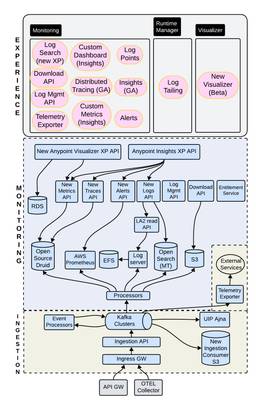 Monitoring
Runtime
Manager
Visualizer
EXPERIENCE
Log
Search
(new XP)
Custom
Dashboard
(Insights)
Log
Points
Download
API
Distributed
Tracing (GA)
Insights
(GA)
Log Mgmt
API
Custom
Metrics
(Insights)
Telemetry
Exporter
Alerts
Log
Tailing
New
Visualizer
(Beta)
MONITORING
New Anypoint Visualizer XP API
Anypoint Insights XP API
New
Metrics
API
New
Traces
API
New
Alerts
API
New
Logs
API
Log
Mgmt
API
Download
API
Entitlement
Service
RDS
LA2 read
API
Open
Source
Druid
AWS
Prometheus
EFS
Log
server
Open
Search
(MT)
S3
External
Services
Processors
Telemetry
Exporter
INGESTION
Event
Processors
Kafka
Clusters
UIP Ajna
Ingestion API
New
Ingestion
Consumer
S3
Ingress GW
API GW
OTEL
Collector